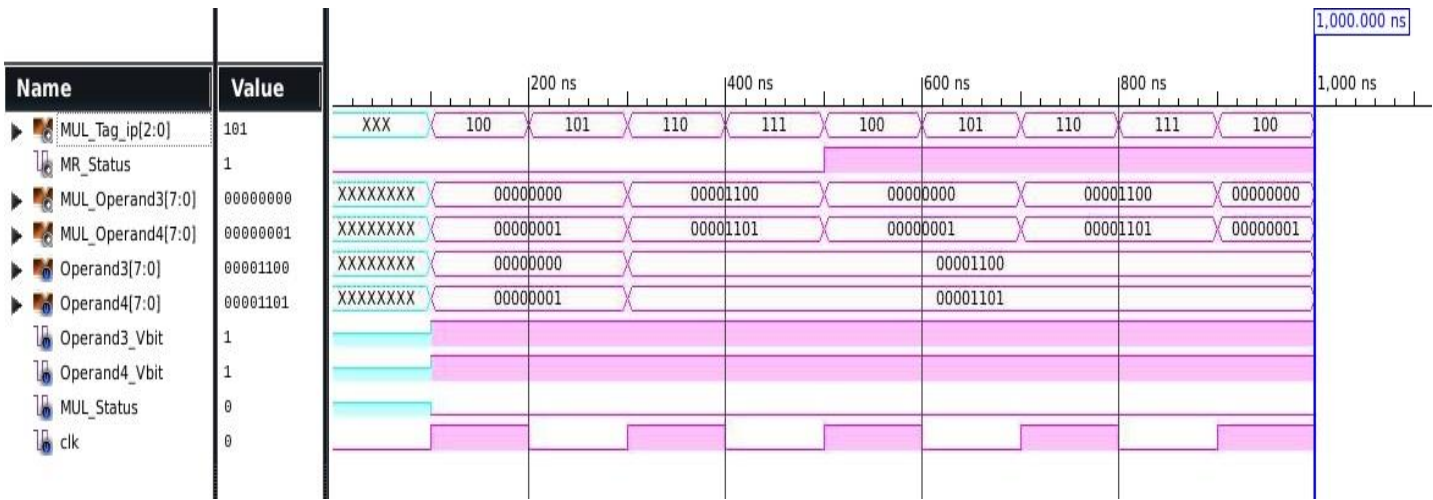 1,000.000 ns
Name Value 200 ns 400 ns 600 ns 800 ns 1,000 ns
MUL_Tag_ip[2:0] 101 XXX 100 101 110 111 100 101 110 111 100
MR_Status 1
MUL_Operand3[7:0] 00000000 XXXXXXXX 00000000 00001100 00000000 00001100 00000000
MUL_Operand4[7:0] 00000001 XXXXXXXX 00000001 00001101 00000001 00001101 00000001
Operand3[7:0] 00001100 XXXXXXXX 00000000 00001100
Operand4[7:0] 00001101 XXXXXXXX 00000001 00001101
Operand3_Vbit 1
Operand4_Vbit 1
MUL_Status 0
clk 0